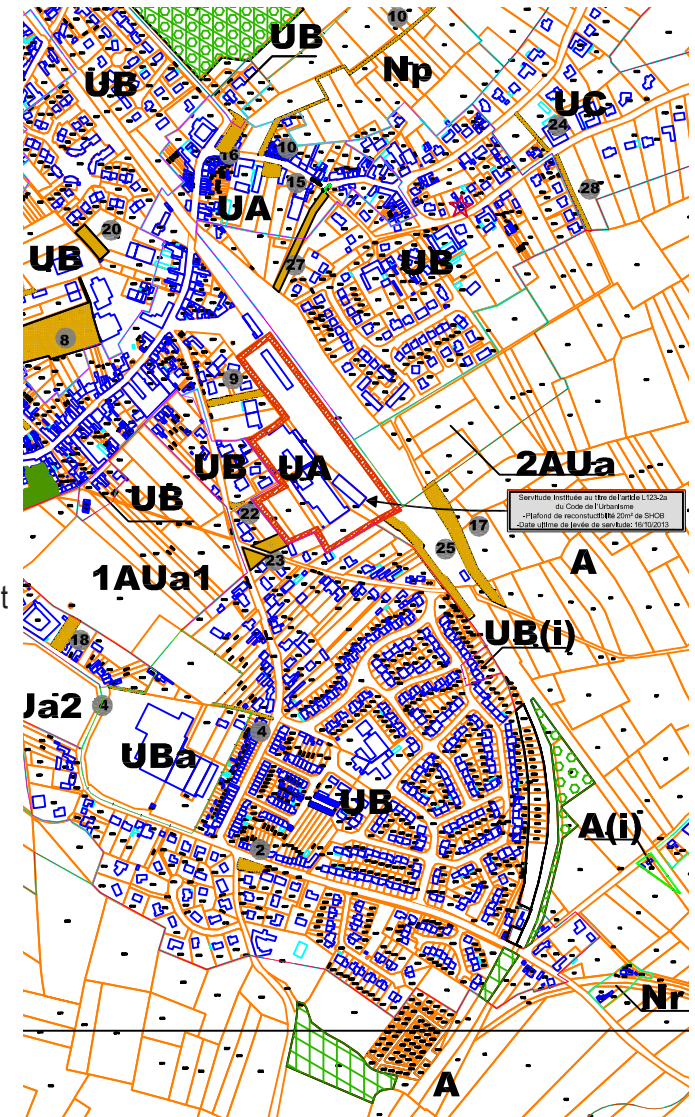 10
UB
Np
UB
UC
24
10
16
15
28
UA
20
UB
27
UB
8
9
2AUa
UB
UA
UB
Servitude instituée au titre de l'article L123-2a
du Code de l'Urbanisme
-Plafond de reconstuctibilité 20m² de SHOB
-Date ultime de levée de servitude: 16/10/2013
22
17
25
23
A
1AUa1
t
UB(i)
18
Ja2
4
4
UBa
UB
A(i)
2
Nr
A